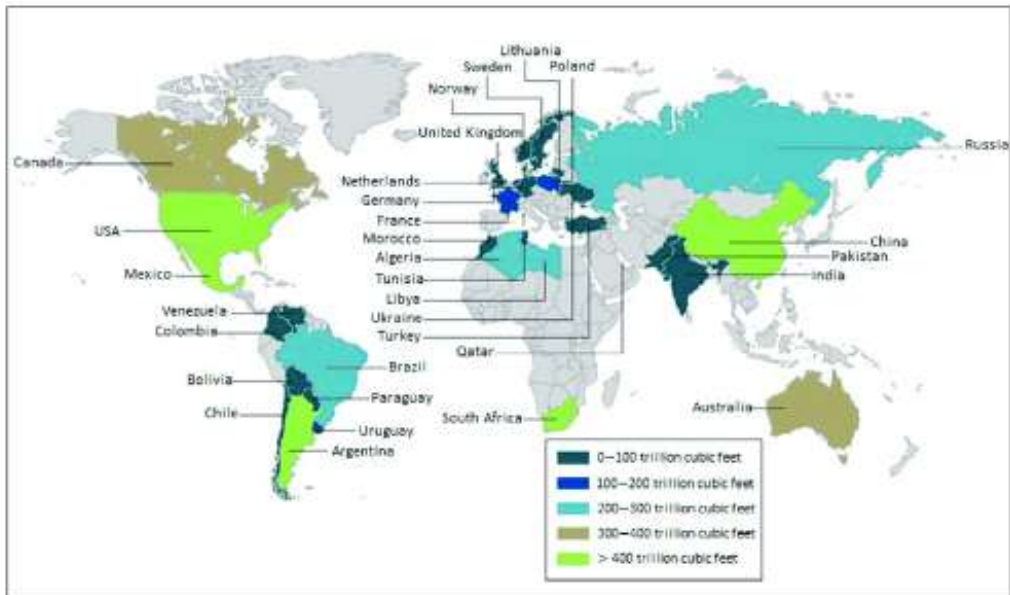 Lithuania
Sweden
Poland
Norway
United Kingdom
Russia
Canada
Netherlands
Germany
France
USA
Morocco
China
Algeria
Pakistan
Mexico
Tunisia
India
Libya
Venezuela
Ukraine
Colombia
Turkey
Qatar
Brazil
Bolivia
Paraguay
Chile
South Africa
Australia
Uruguay
Argentina
0–100 trillion cubic feet
100–200 trillion cubic feet
200–300 trillion cubic feet
300–400 trillion cubic feet
> 400 trillion cubic feet